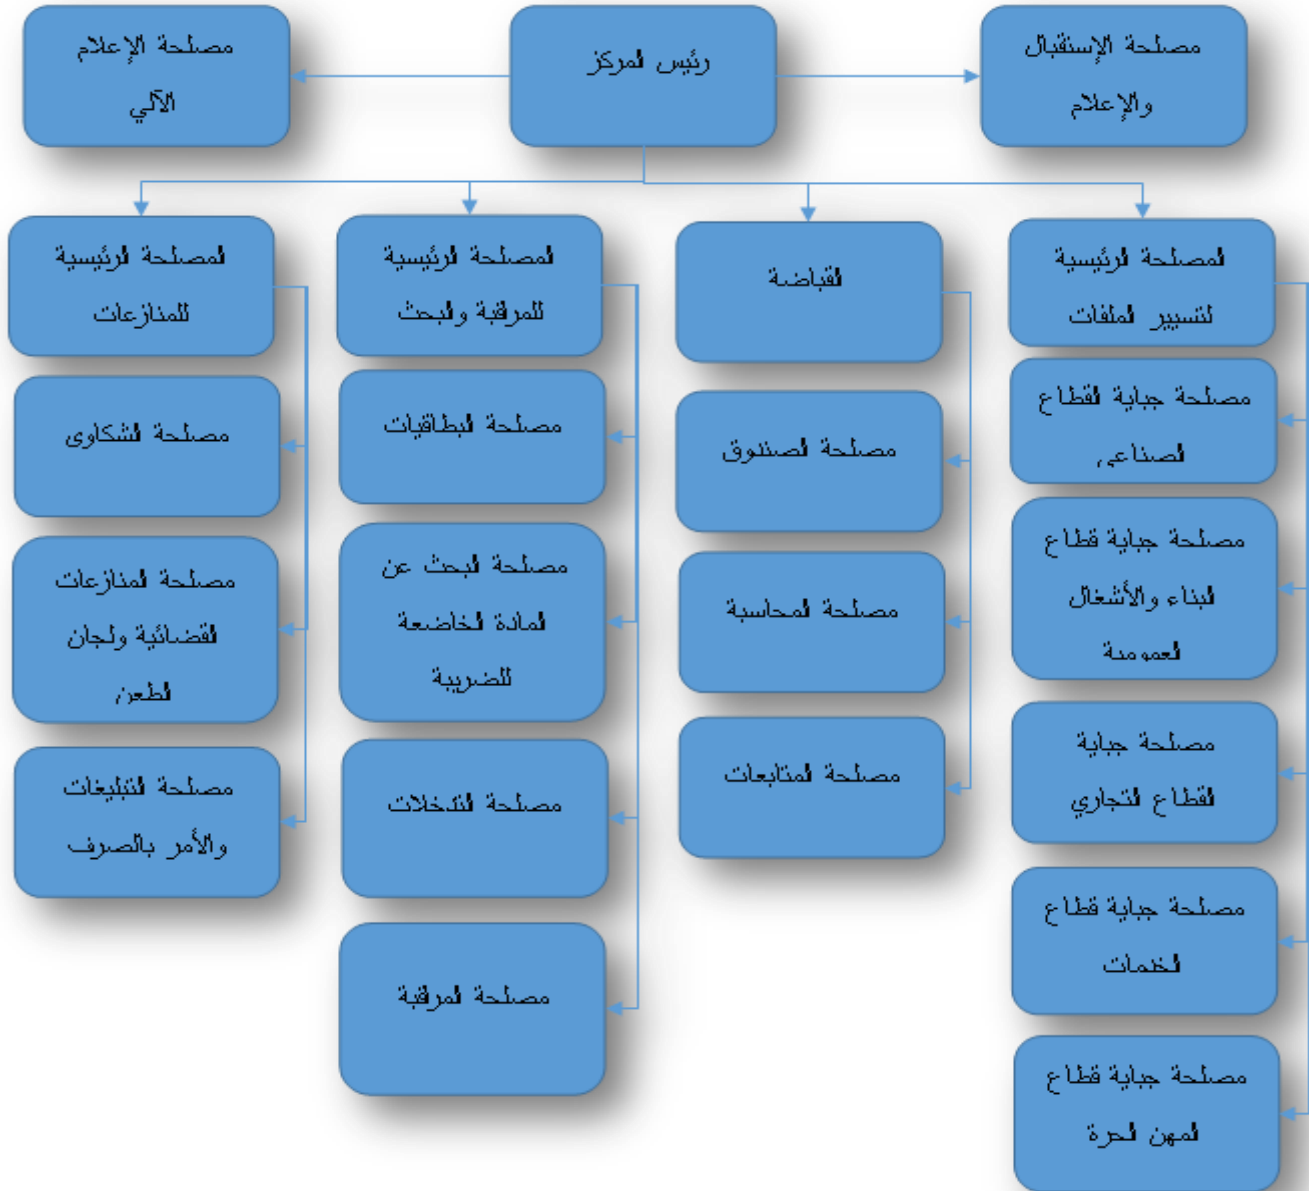 رئيس المركز
مصلحة الإستقبال
والإعلام
مصلحة الإعلام
الآلي
المصلحة الرئيسية
لتسيير الملفات
مصلحة جباية القطاع
الصناعي
مصلحة جباية قطاع
البناء والأشغال
العمومية
مصلحة جباية
القطاع التجاري
مصلحة جباية قطاع
الخدمات
مصلحة جباية قطاع
المهن الحرة
القباضة
مصلحة الصندوق
مصلحة المحاسبة
مصلحة المتابعات
المصلحة الرئيسية
للمراقبة والبحث
مصلحة البطاقيات
مصلحة البحث عن
المادة الخاضعة
للضريبة
مصلحة التدخلات
مصلحة المراقبة
المصلحة الرئيسية
للمنازعات
مصلحة الشكاوى
مصلحة المنازعات
القضائية ولجان
الطعن
مصلحة التبليغات
والأمر بالصرف